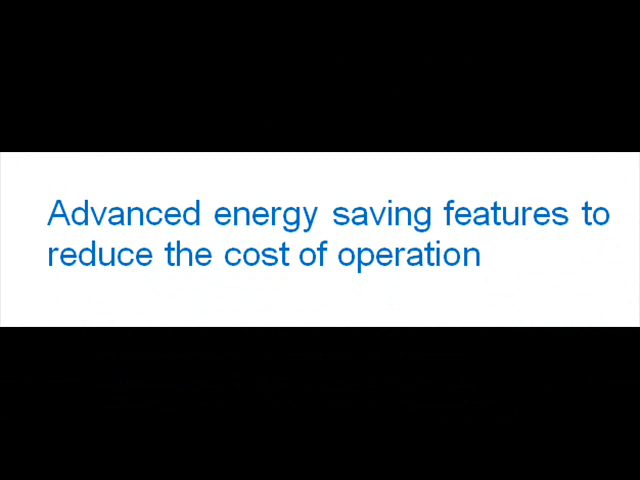 Advanced energy saving features to
reduce the cost of operation